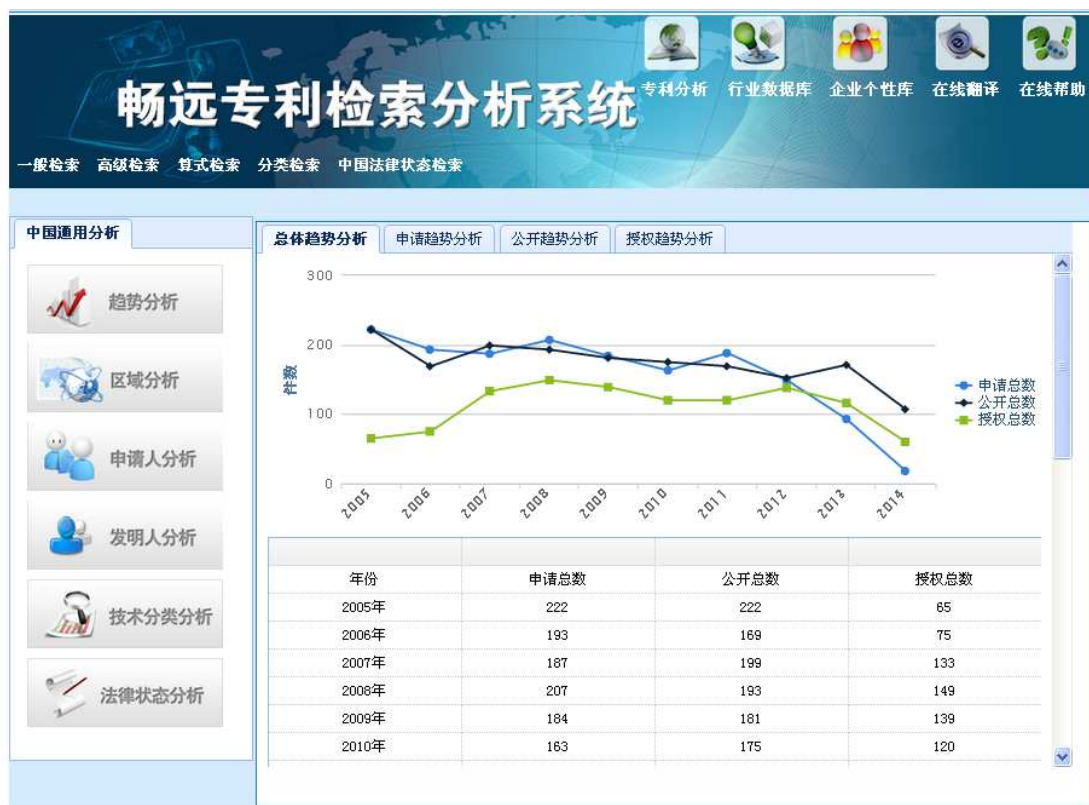 专利分析 行业数据库 企业个性库 在线翻译 在线帮助
畅远专利检索分析系统
一般检索 高级检索 算式检索 分类检索 中国法律状态检索
中国通用分析
趋势分析
区域分析
申请人分析
发明人分析
技术分类分析
法律状态分析
总体趋势分析 申请趋势分析 公开趋势分析 授权趋势分析
300
200
100
0
件数
2005 2006 2007 2008 2009 2010 2011 2012 2013 2014
申请总数
公开总数
授权总数
年份 申请总数 公开总数 授权总数
2005年 222 222 65
2006年 193 169 75
2007年 187 199 133
2008年 207 193 149
2009年 184 181 139
2010年 163 175 120